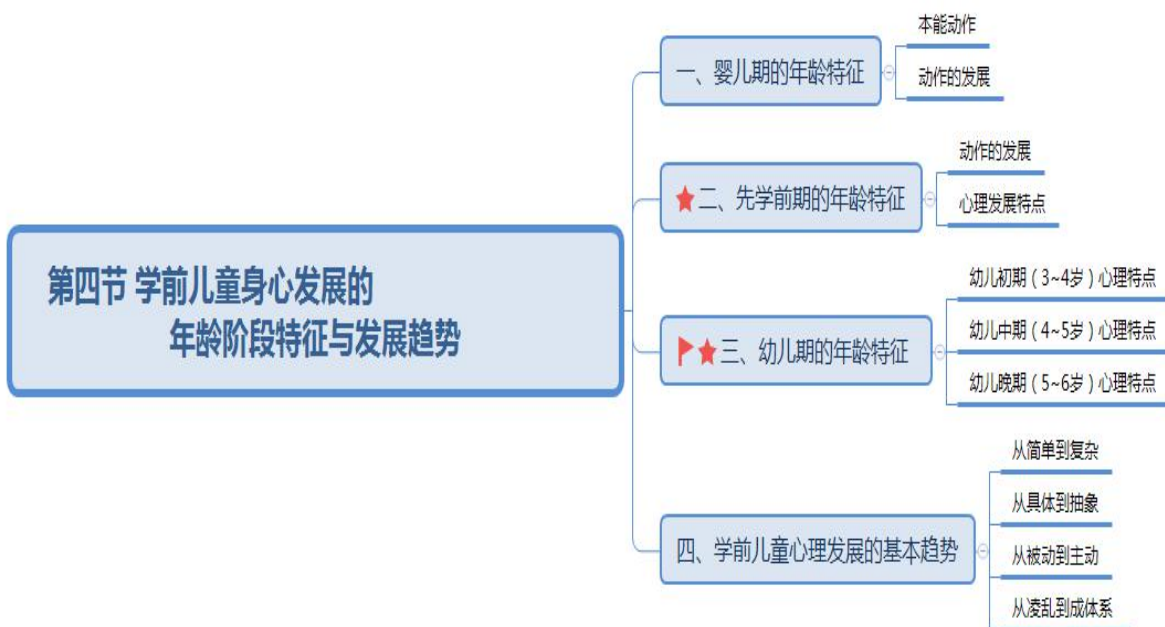 第四节 学前儿童身心发展的
年龄阶段特征与发展趋势
一、婴儿期的年龄特征
本能动作
动作的发展
二、先学前期的年龄特征
动作的发展
心理发展特点
三、幼儿期的年龄特征
幼儿初期（3~4岁）心理特点
幼儿中期（4~5岁）心理特点
幼儿晚期（5~6岁）心理特点
四、学前儿童心理发展的基本趋势
从简单到复杂
从具体到抽象
从被动到主动
从凌乱到成体系